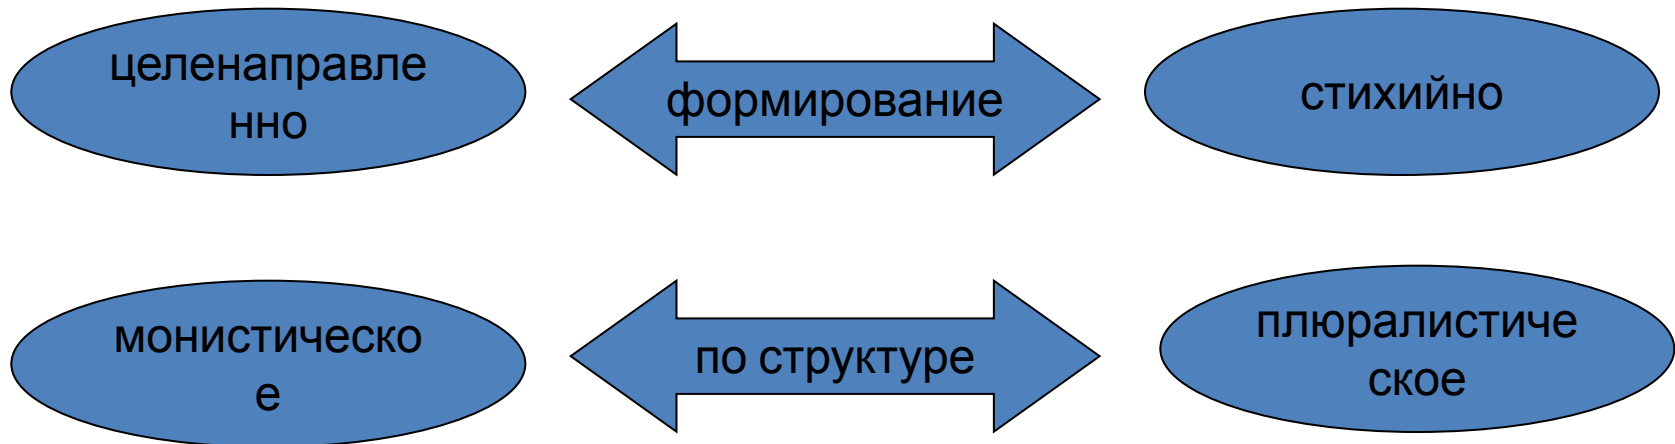 целенаправле
нно
формирование
стихийно
монистическо
е
по структуре
плюралистиче
ское